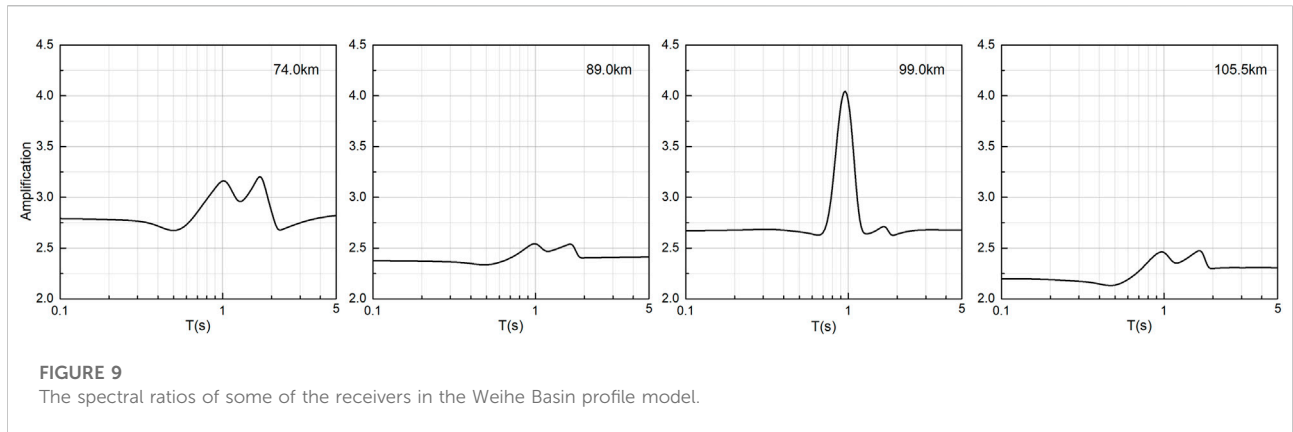 4.5 4.5 4.5 4.5
74.0km 89.0km 99.0km 105.5km
4.0 4.0 4.0 4.0
3.5 3.5 3.5 3.5
Amplification
3.0 3.0 3.0 3.0
2.5 2.5 2.5 2.5
2.0 2.0 2.0 2.0
0.1 1 5 0.1 1 5 0.1 1 5 0.1 1 5
T(s) T(s) T(s) T(s)
FIGURE 9
The spectral ratios of some of the receivers in the Weihe Basin profile model.